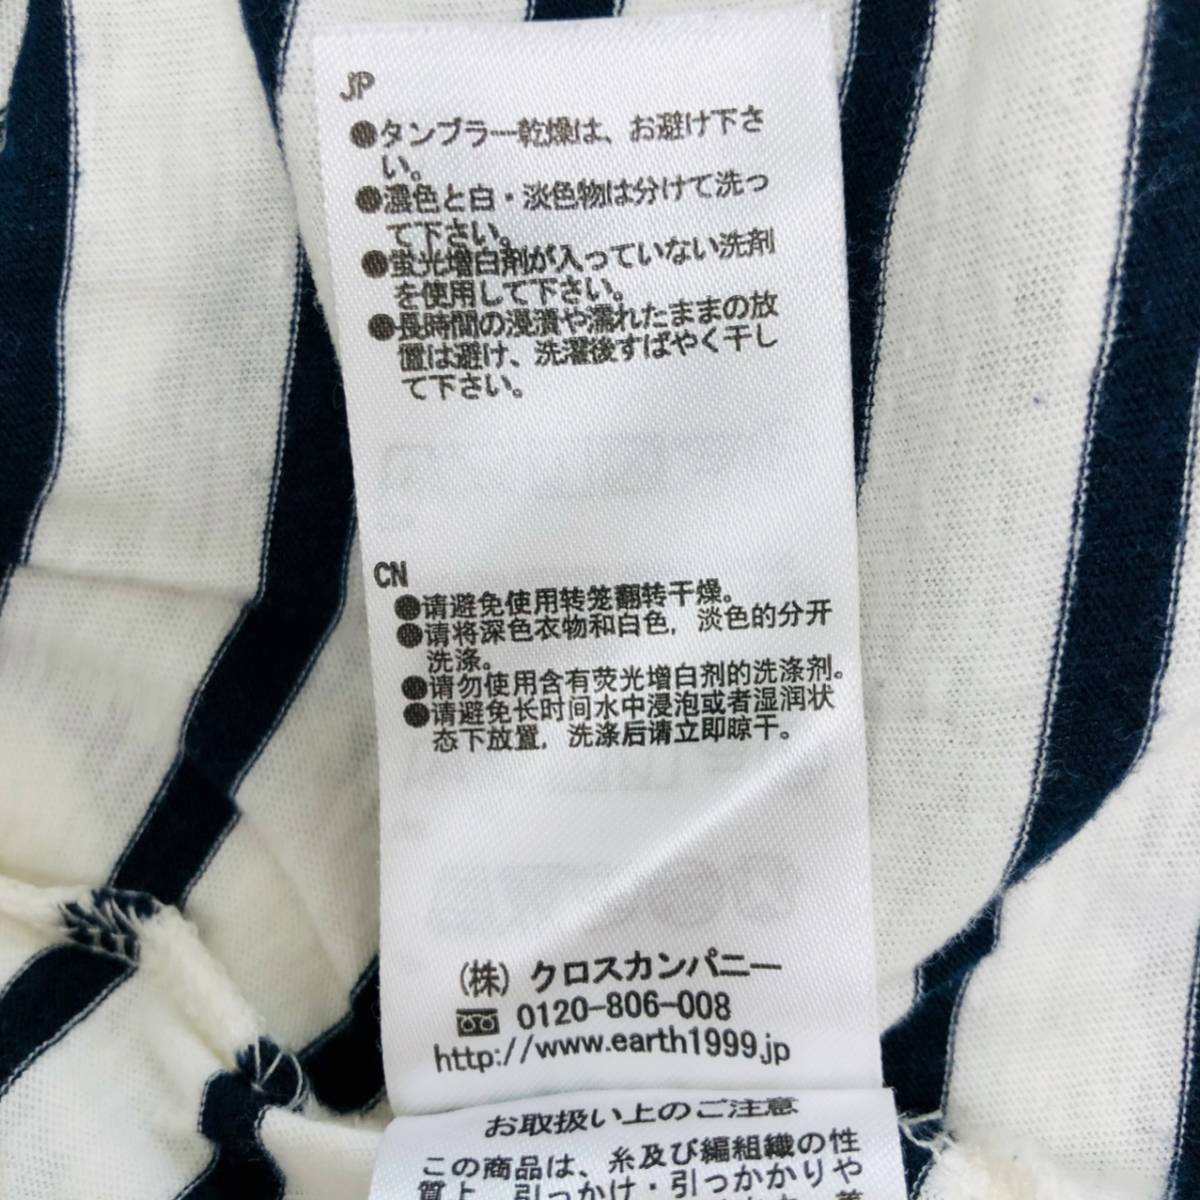 JP
●タンブラー乾燥は、お避け下さ
い。
●濃色と白・淡色物は分けて洗っ
て下さい。
●蛍光増白剤が入っていない洗剤
を使用して下さい。
●長時間の浸漬や濡れたままの放
置は避け、洗濯後すばやく干し
て下さい。
CN
●请避免使用转笼翻转干燥。
●请将深色衣物和白色，淡色的分开
洗涤。
●请勿使用含有荧光增白剂的洗涤剂。
●请避免长时间水中浸泡或者湿润状
态下放置，洗涤后请立即晾干。
(株) クロスカンパニー
0120-806-008
http://www.earth1999.jp
お取扱い上のご注意
この商品は、糸及び編組織の性
質上、引っかけ・引っかかりや